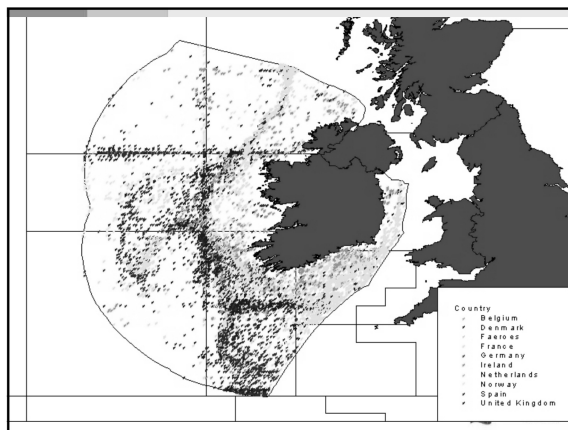 Country
Belgium
Denmark
Faeroes
France
Germany
Ireland
Netherlands
Norway
Spain
United Kingdom